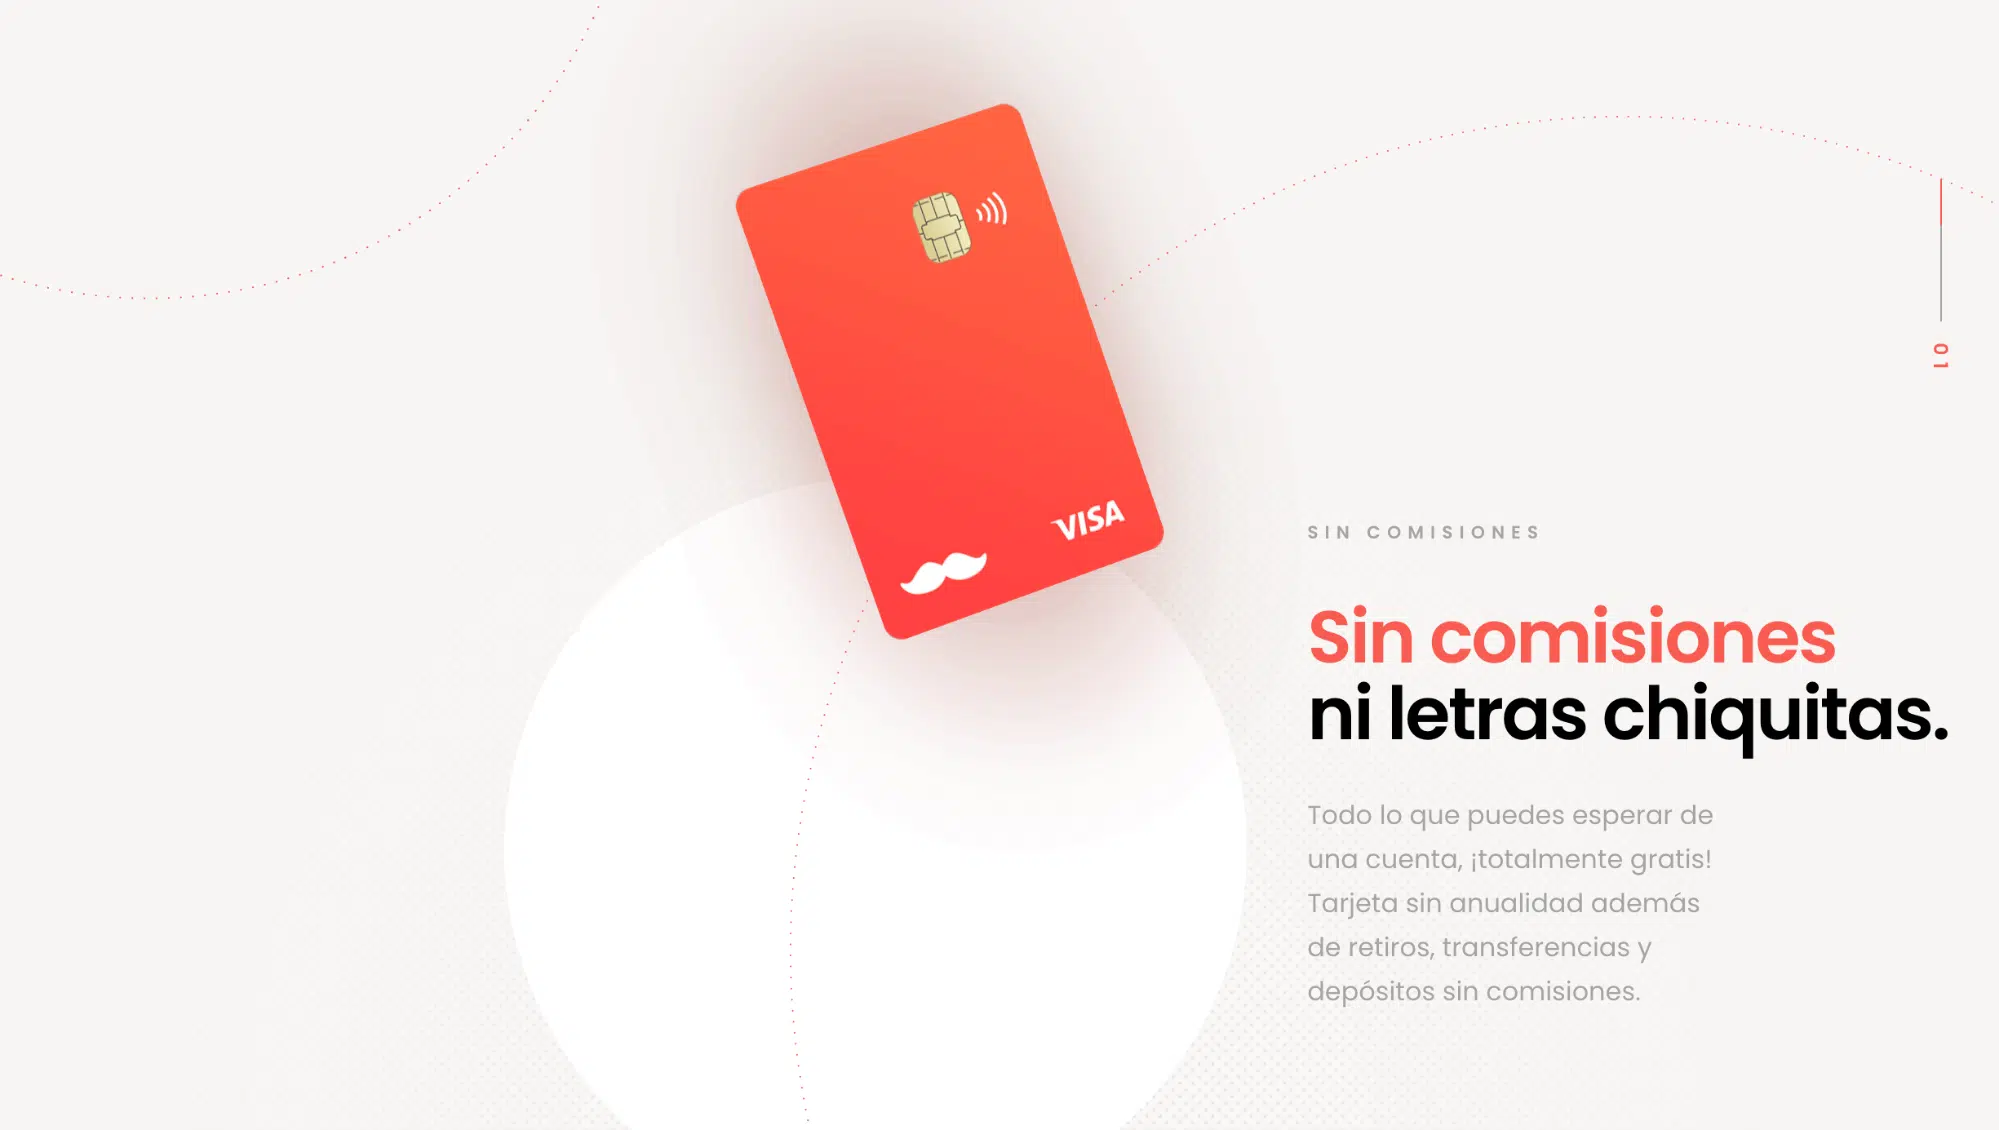 VISA
01
SIN COMISIONES
Sin comisiones
ni letras chiquitas.
Todo lo que puedes esperar de
una cuenta, ¡totalmente gratis!
Tarjeta sin anualidad además
de retiros, transferencias y
depósitos sin comisiones.